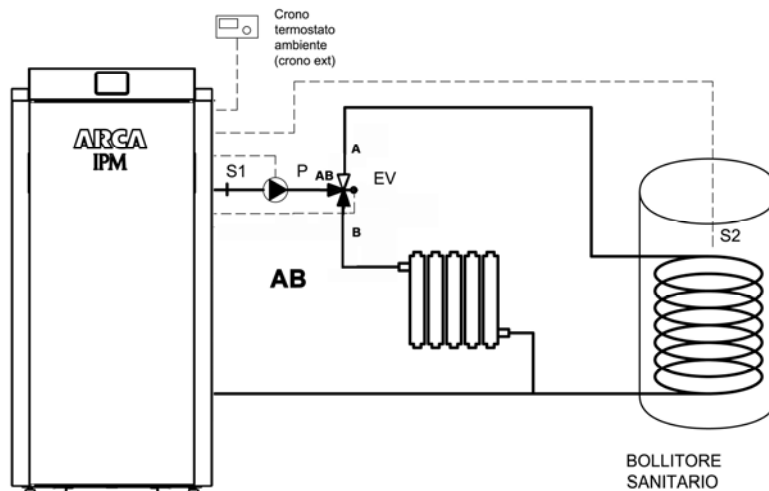 Crono
termostato
ambiente
(crono ext)
ARCA
IPM
S1
P
AB
A
EV
B
S2
AB
BOLLITORE
SANITARIO